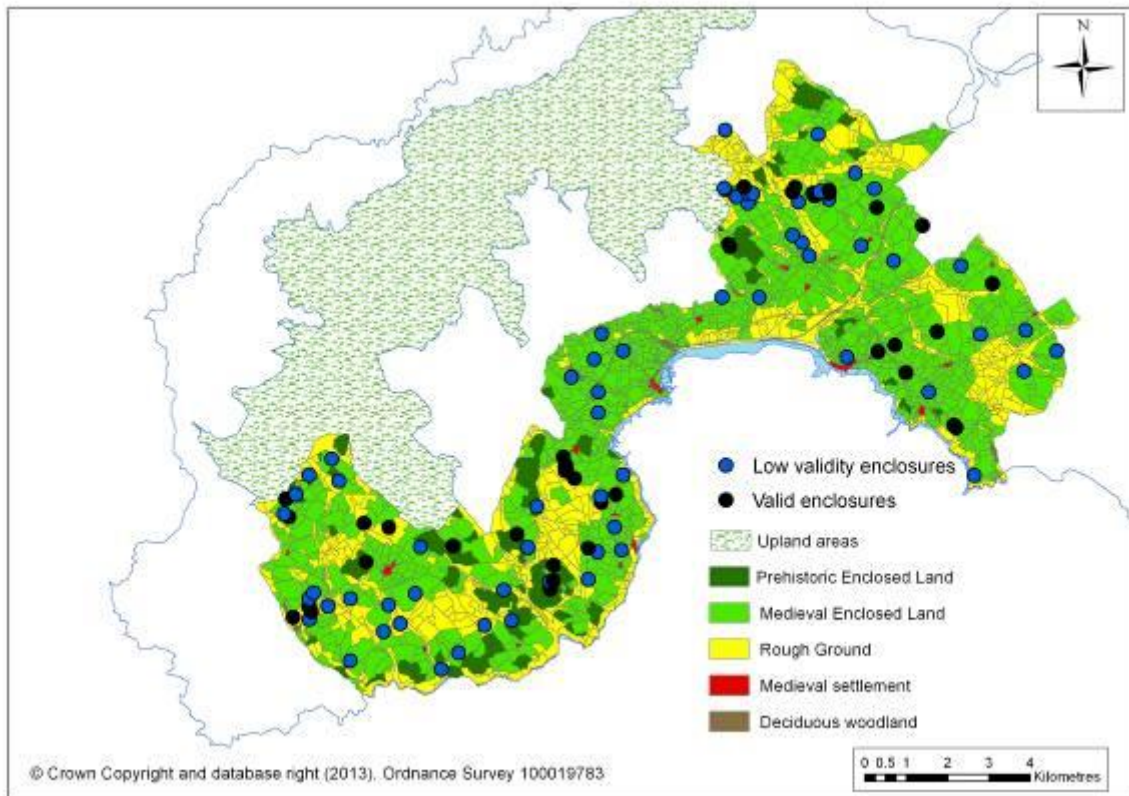 N
Low validity enclosures
Valid enclosures
Upland areas
Prehistoric Enclosed Land
Medieval Enclosed Land
Rough Ground
Medieval settlement
Deciduous woodland
0 0.5 1 2 3 4
Kilometres
© Crown Copyright and database right (2013). Ordnance Survey 100019783